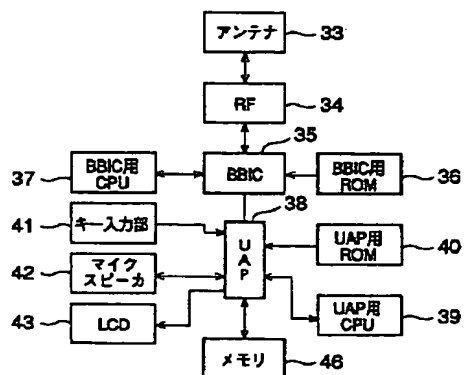 アンテナ
33
RF
34
35
BBIC用
CPU
37
BBIC
BBIC用
ROM
36
38
キー入力部
41
UAP
UAP用
ROM
40
マイク
スピーカ
42
LCD
43
UAP用
CPU
39
メモリ
46